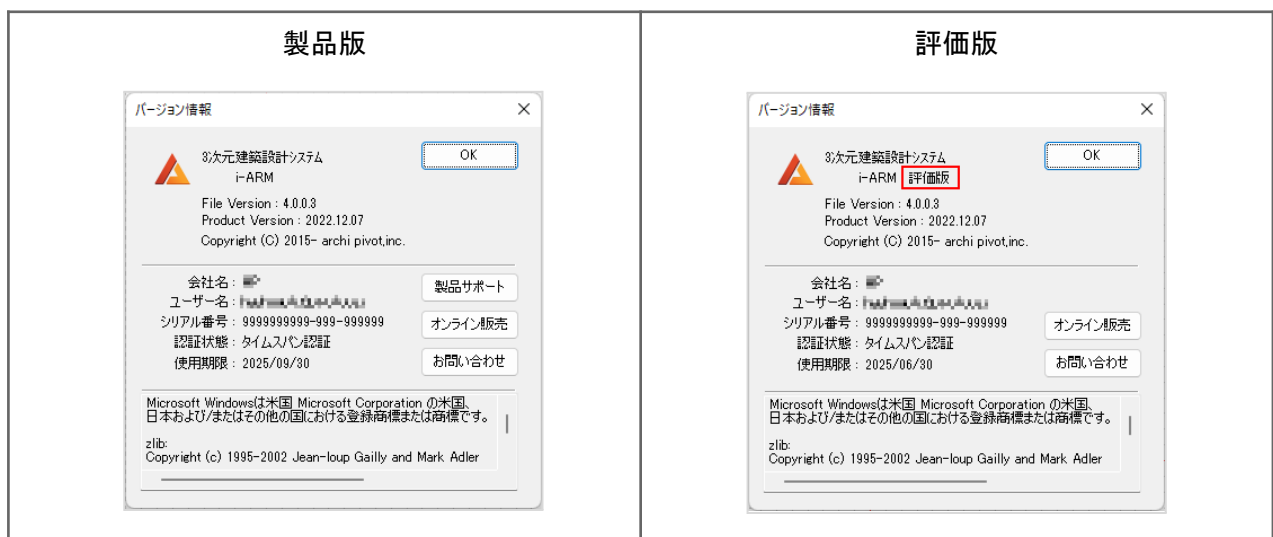 製品版
バージョン情報
3次元建築設計システム
OK
i-ARM
File Version : 4.0.0.3
Product Version : 2022.12.07
Copyright (C) 2015- archi pivot,inc.
会社名 :
製品サポート
ユーザー名 :
シリアル番号 : 9999999999-999-999999
オンライン販売
認証状態 : タイムスパン認証
使用期限 : 2025/09/30
お問い合わせ
Microsoft Windowsは米国 Microsoft Corporation の米国、
日本および/またはその他の国における登録商標または商標です。
zlib:
Copyright (c) 1995-2002 Jean-loup Gailly and Mark Adler
評価版
バージョン情報
3次元建築設計システム
OK
i-ARM 評価版
File Version : 4.0.0.3
Product Version : 2022.12.07
Copyright (C) 2015- archi pivot,inc.
会社名 :
ユーザー名 :
シリアル番号 : 9999999999-999-999999
オンライン販売
認証状態 : タイムスパン認証
使用期限 : 2025/06/30
お問い合わせ
Microsoft Windowsは米国 Microsoft Corporation の米国、
日本および/またはその他の国における登録商標または商標です。
zlib:
Copyright (c) 1995-2002 Jean-loup Gailly and Mark Adler